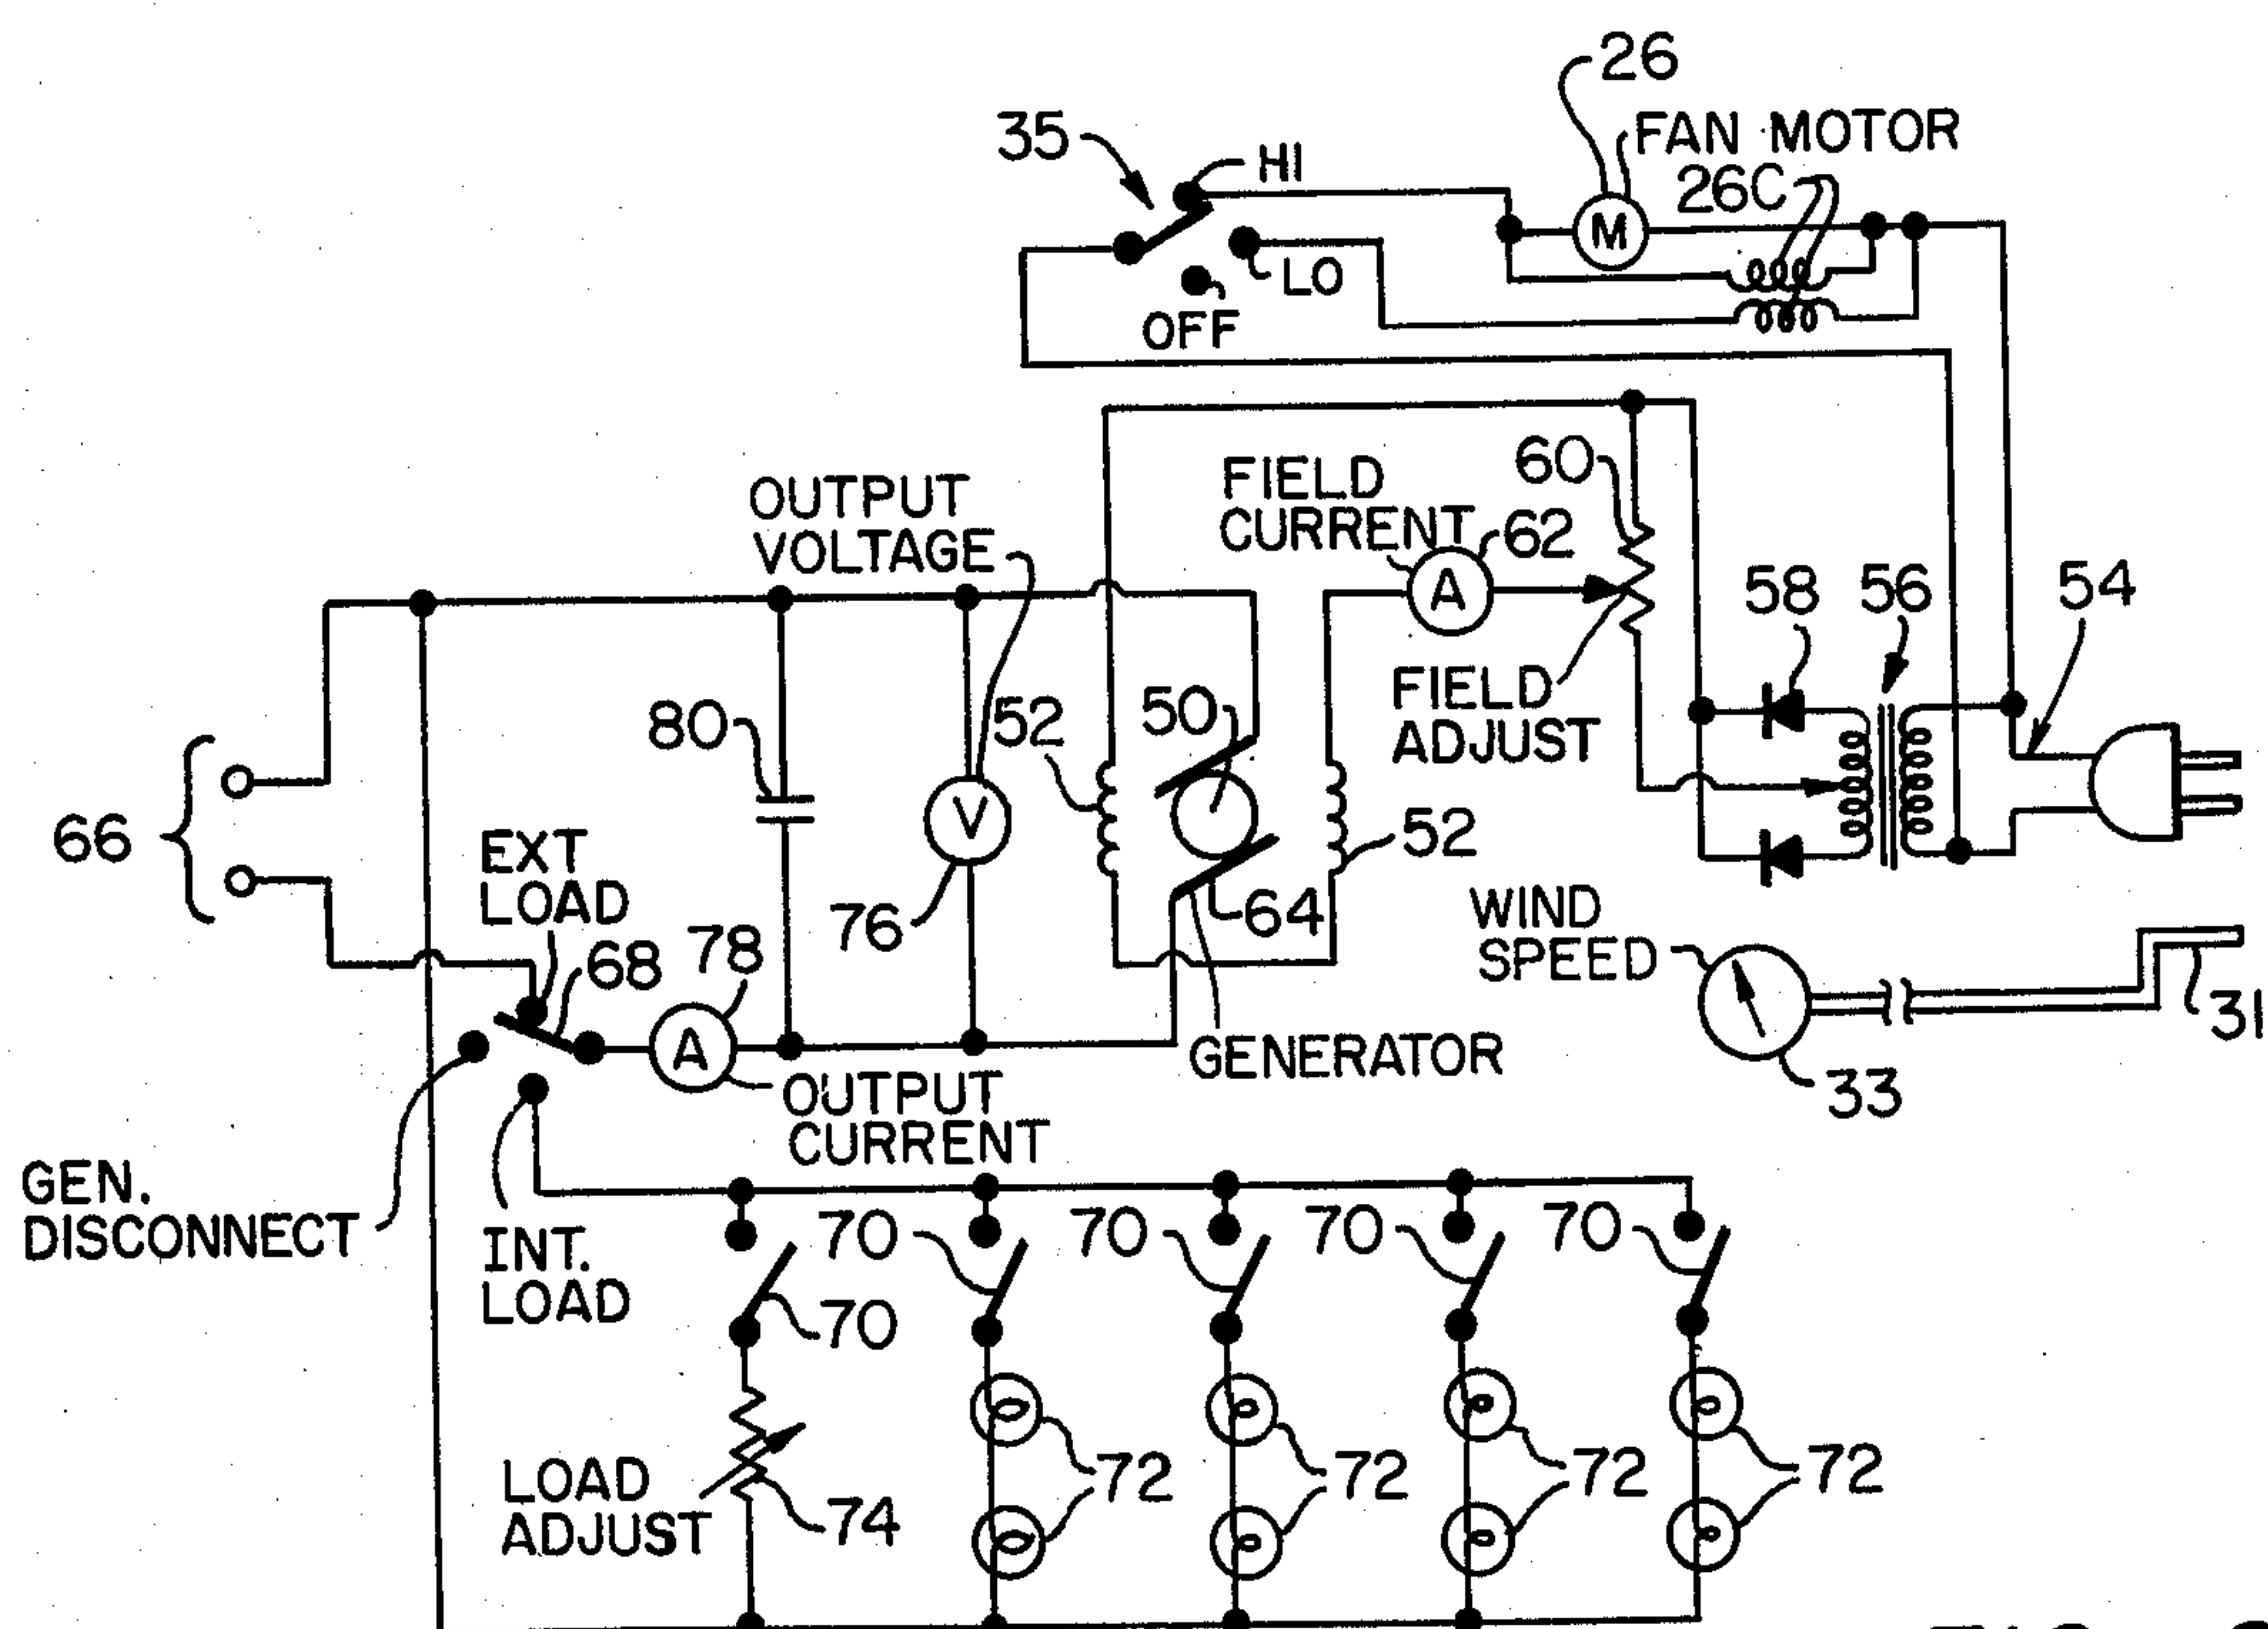 26
35
HI
FAN MOTOR
26C
M
LO
OFF
OUTPUT
VOLTAGE
FIELD
CURRENT
60
62
A
58
56
54
80
52
50
FIELD
ADJUST
66
V
52
EXT
LOAD
76
64
WIND
SPEED
68
78
31
A
GENERATOR
33
OUTPUT
CURRENT
GEN.
DISCONNECT
INT.
LOAD
70
70
70
70
70
LOAD
ADJUST
74
72
72
72
72